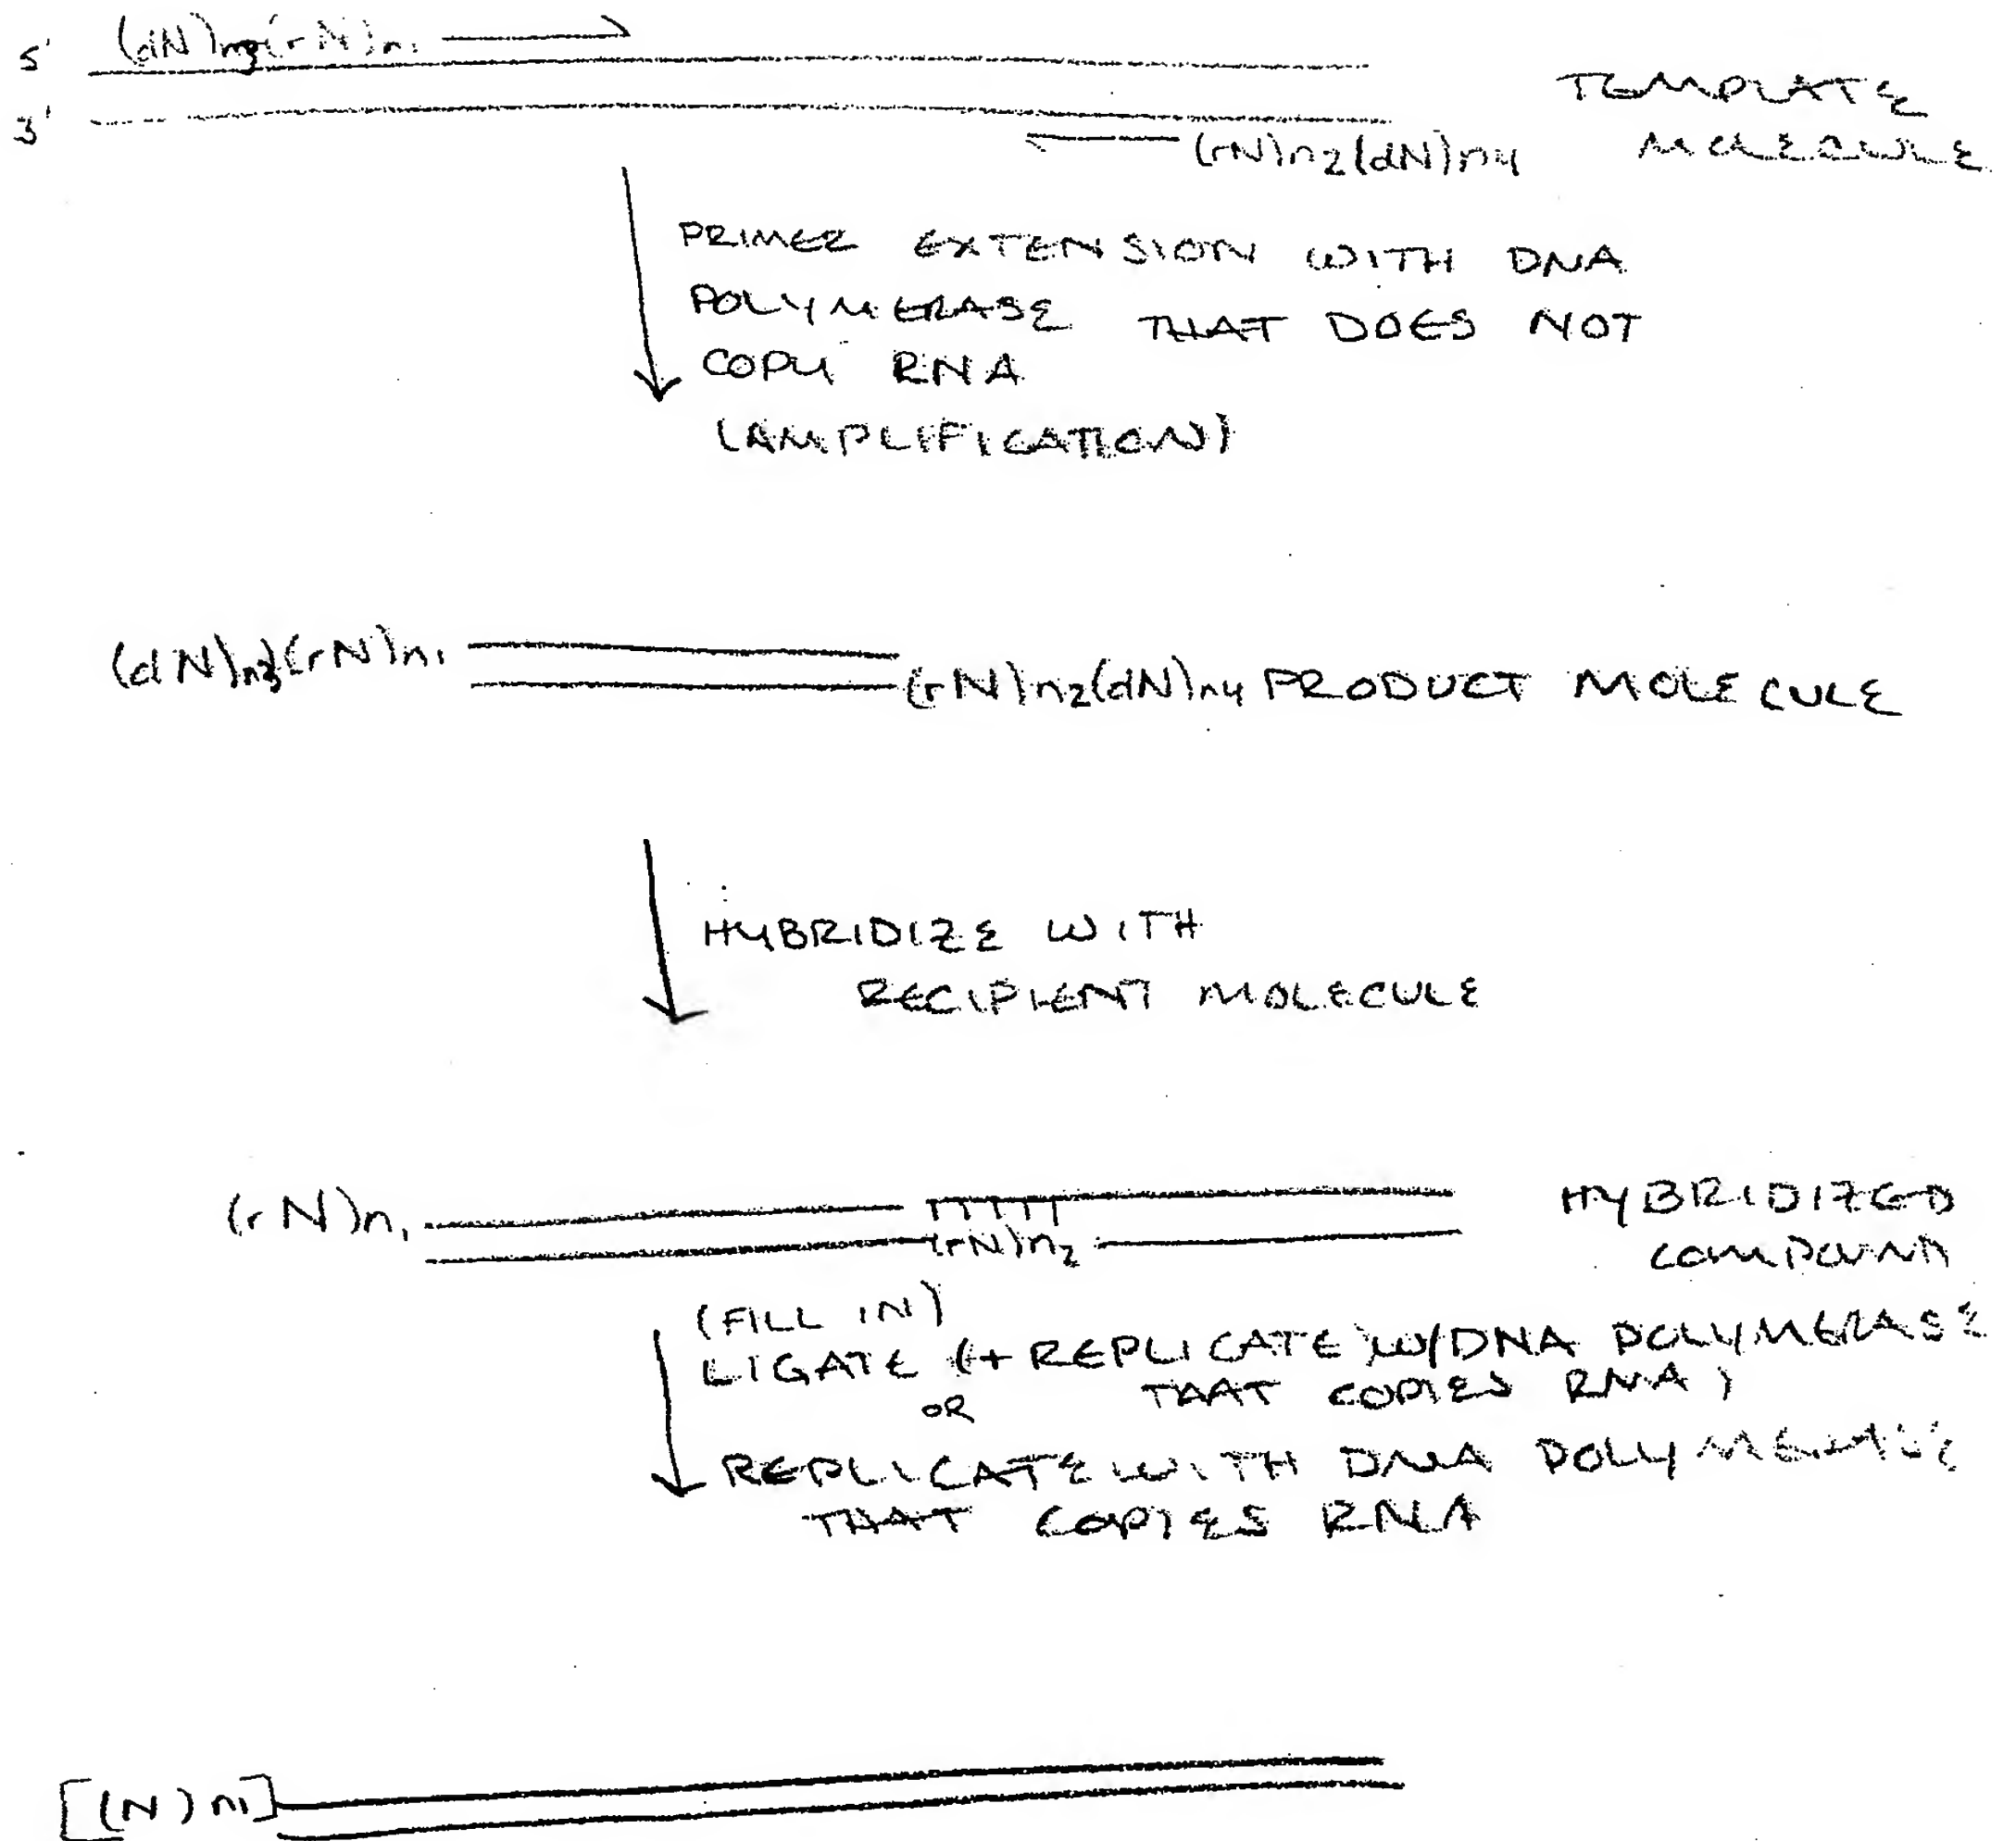 5' (dN)n3(rN)n1
3'
TEMPLATE
MOLECULE
(rN)n2(dN)n4
PRIMER EXTENSION WITH DNA
POLYMERASE THAT DOES NOT
COPY RNA
(AMPLIFICATION)
(dN)n3(rN)n1
(rN)n2(dN)n4 PRODUCT MOLECULE
HYBRIDIZE WITH
RECIPIENT MOLECULE
(rN)n1
(rN)n2
HYBRIDIZED
COMPOUND
(FILL IN)
LIGATE (+ REPLICATE W/DNA POLYMERASE
OR THAT COPIES RNA)
REPLICATE WITH DNA POLYMERASE
THAT COPIES RNA
[(N)n1]